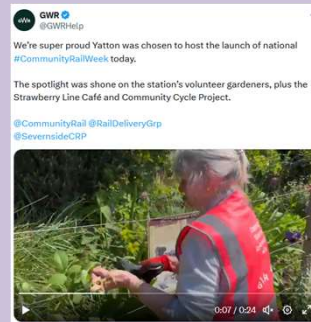 GWR
@GWRHelp
We're super proud Yatton was chosen to host the launch of national
#CommunityRailWeek today.
The spotlight was shone on the station's volunteer gardeners, plus the
Strawberry Line Café and Community Cycle Project.
@CommunityRail @RailDeliveryGrp
@SevernsideCRP
0:07 / 0:24